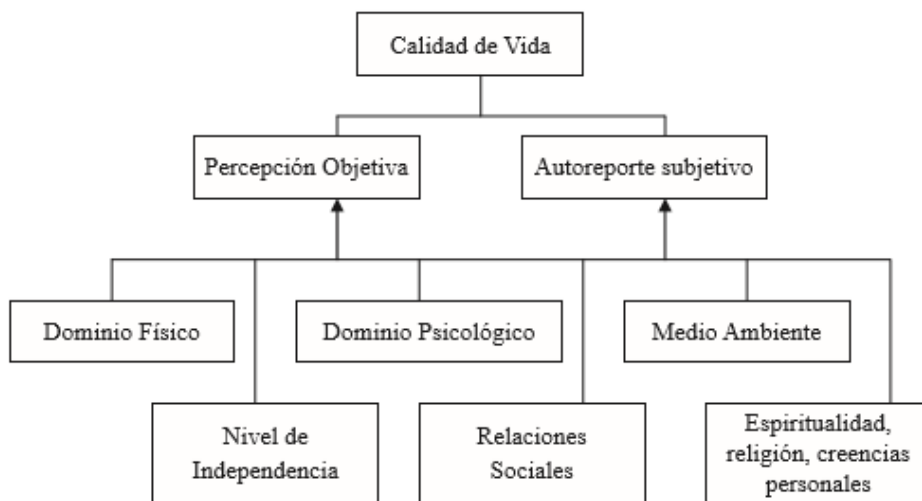 Calidad de Vida
Percepción Objetiva
Autoreporte subjetivo
Dominio Físico
Dominio Psicológico
Medio Ambiente
Nivel de
Independencia
Relaciones
Sociales
Espiritualidad,
religión, creencias
personales